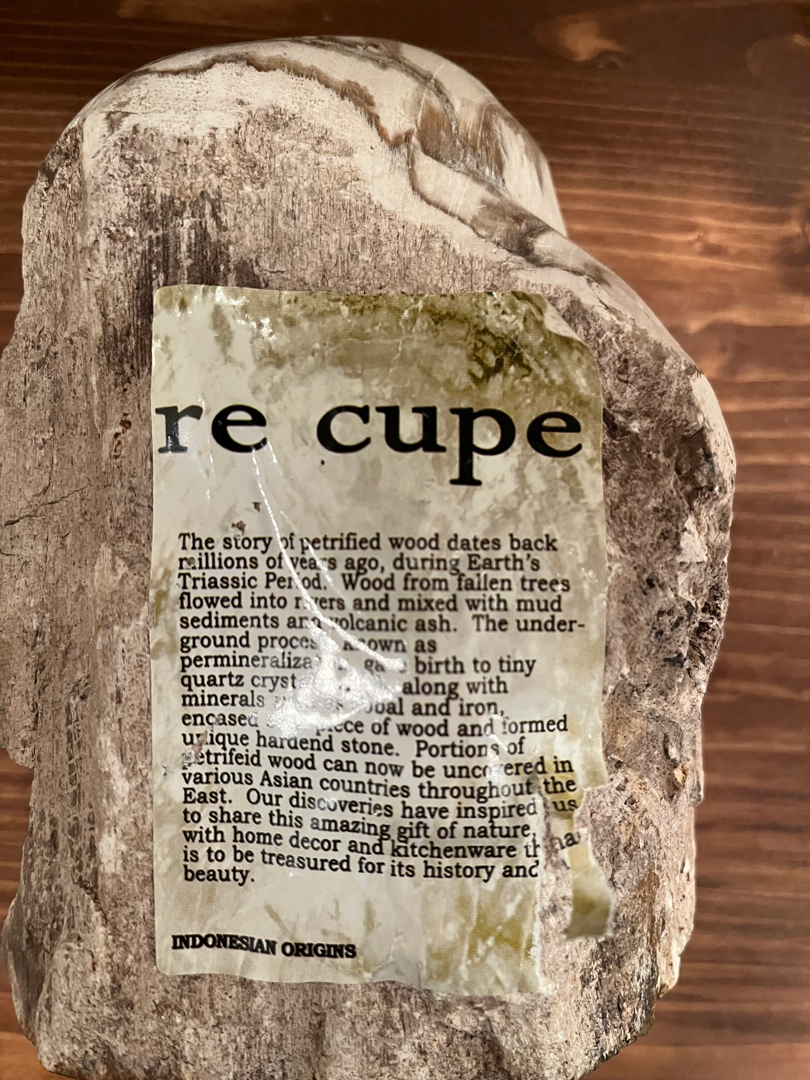 re cupe
The story of petrified wood dates back
millions of years ago, during Earth's
Triassic Period. Wood from fallen trees
flowed into rivers and mixed with mud
sediments and volcanic ash. The under-
ground process known as
permineralization gave birth to tiny
quartz along with
minerals and iron,
encased piece of wood and formed
unique hardend stone. Portions of
petrifeid wood can now be uncovered in
various Asian countries throughout the
East. Our discoveries have inspired us
to share this amazing gift of nature,
with home decor and kitchenware that
is to be treasured for its history and
beauty.
INDONESIAN ORIGINS